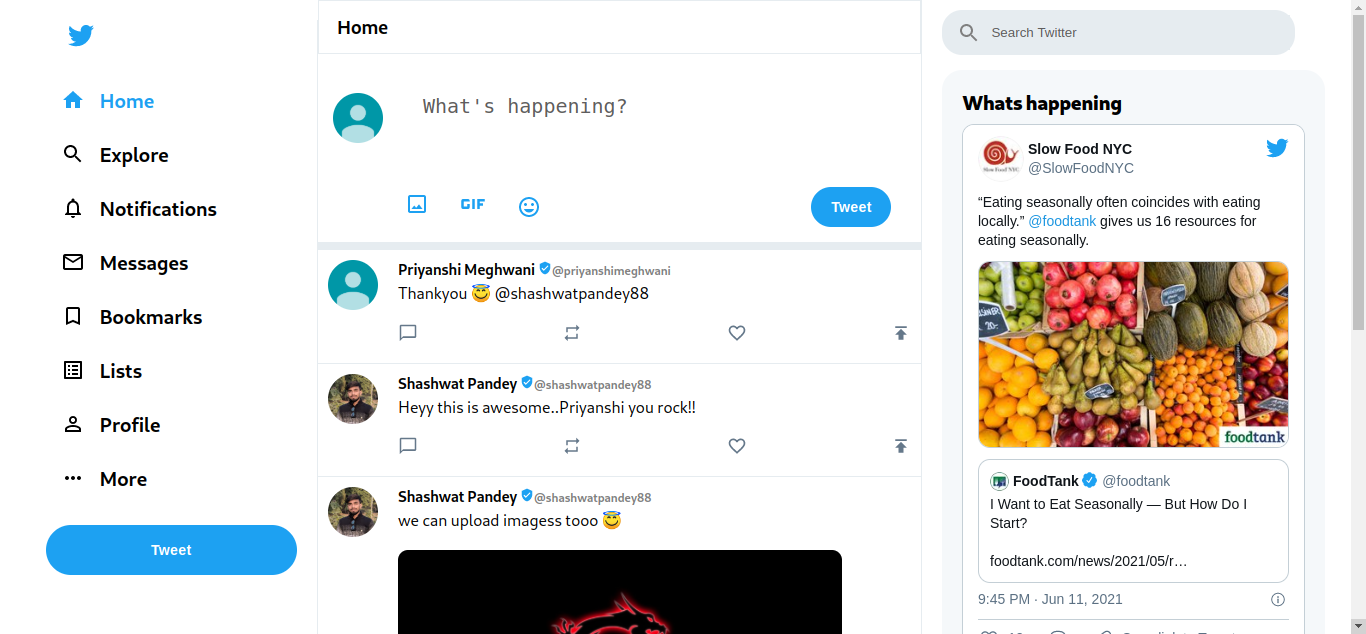 Home
Explore
Notifications
Messages
Bookmarks
Lists
Profile
More
Tweet
Home
What's happening?
GIF
Tweet
Priyanshi Meghwani @priyanshimeghwani
Thankyou 😇 @shashwatpandey88
Shashwat Pandey @shashwatpandey88
Heyy this is awesome..Priyanshi you rock!!
Shashwat Pandey @shashwatpandey88
we can upload imagess tooo 😇
Search Twitter
Whats happening
Slow Food NYC
@SlowFoodNYC
“Eating seasonally often coincides with eating
locally.” @foodtank gives us 16 resources for
eating seasonally.
20:
foodtank
FoodTank @foodtank
I Want to Eat Seasonally — But How Do I
Start?
foodtank.com/news/2021/05/r…
9:45 PM · Jun 11, 2021